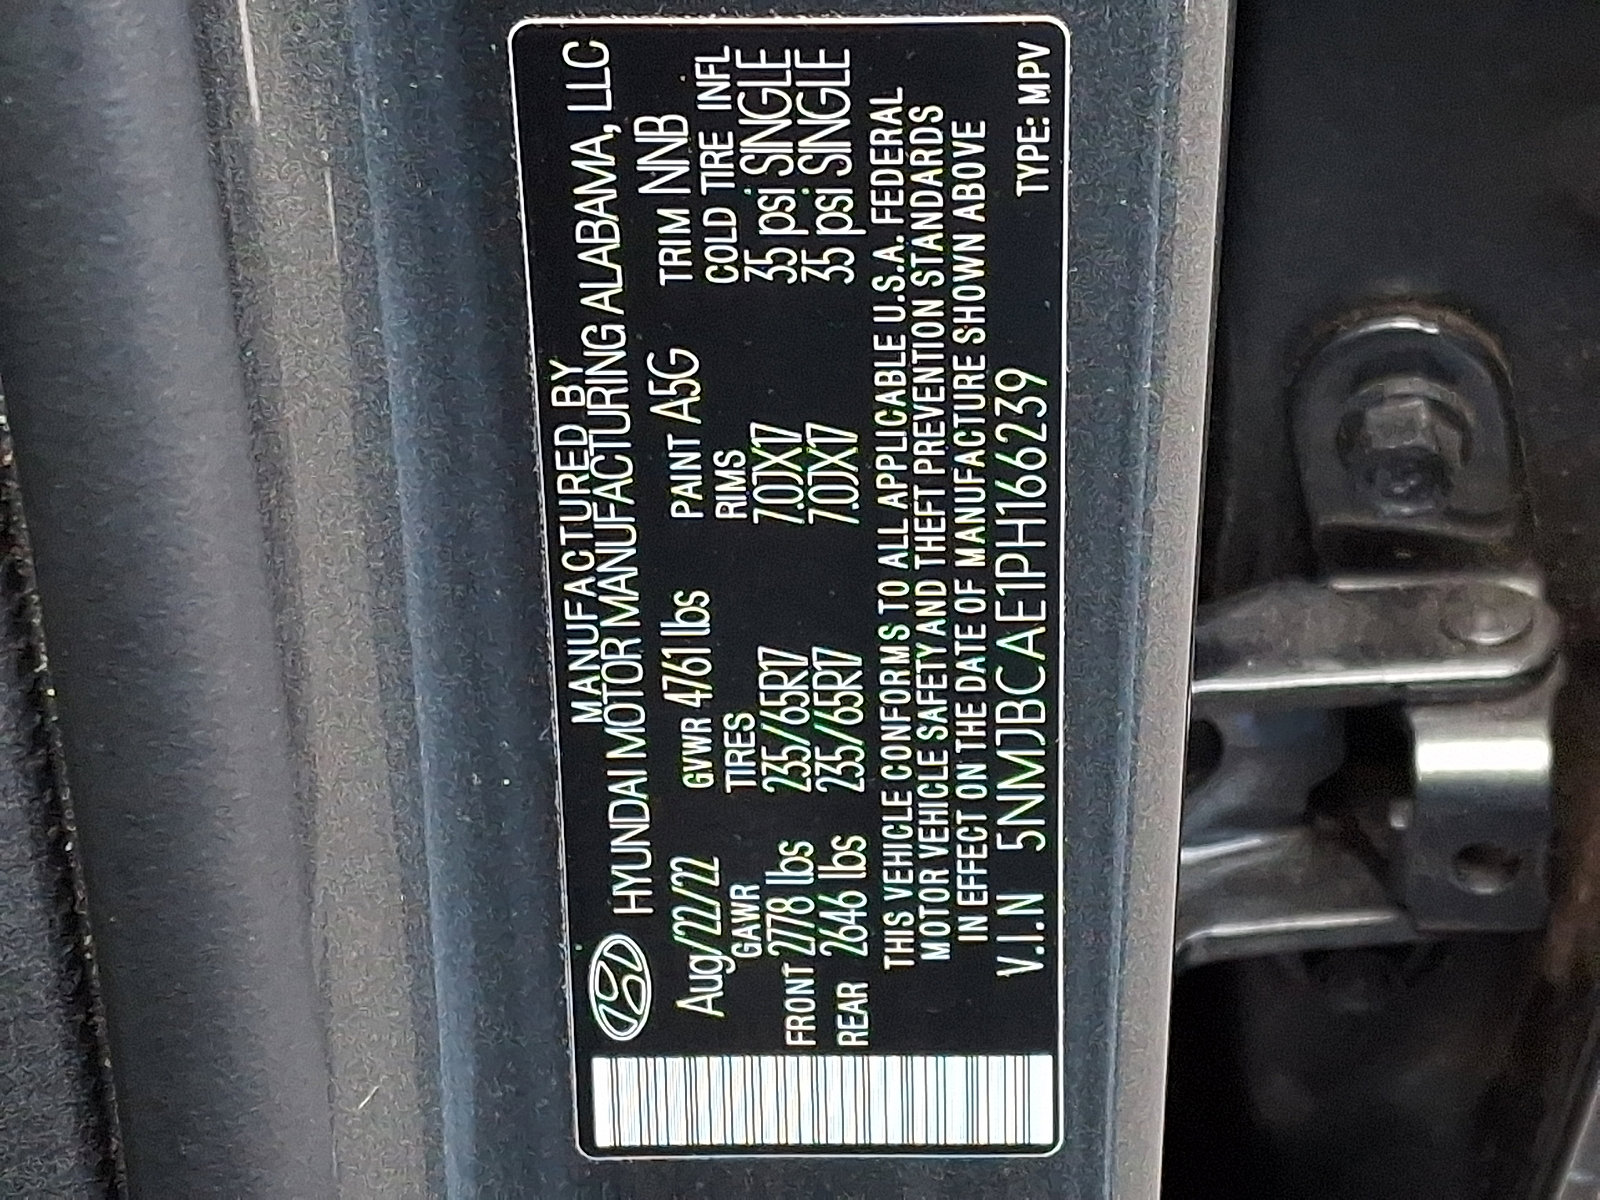 MANUFACTURED BY
HYUNDAI MOTOR MANUFACTURING ALABAMA, LLC
Aug/22/22 GVWR 4761 lbs PAINT A5G TRIM NNB
GAWR TIRES RIMS COLD TIRE INFL
FRONT 2778 lbs 235/65R17 7.0JX17 35 psi SINGLE
REAR 2646 lbs 235/65R17 7.0JX17 35 psi SINGLE
THIS VEHICLE CONFORMS TO ALL APPLICABLE U.S.A. FEDERAL
MOTOR VEHICLE SAFETY AND THEFT PREVENTION STANDARDS
IN EFFECT ON THE DATE OF MANUFACTURE SHOWN ABOVE
V.I.N 5NMJBCAE1PH166239 TYPE: MPV